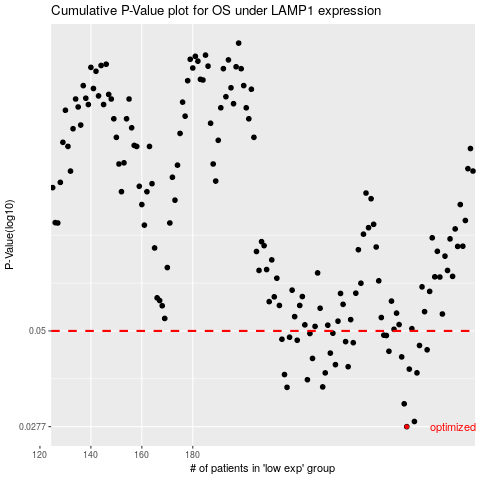 Cumulative P-Value plot for OS under LAMP1 expression
P-Value(log10)
0.05
0.0277
optimized
120 140 160 180
# of patients in 'low exp' group